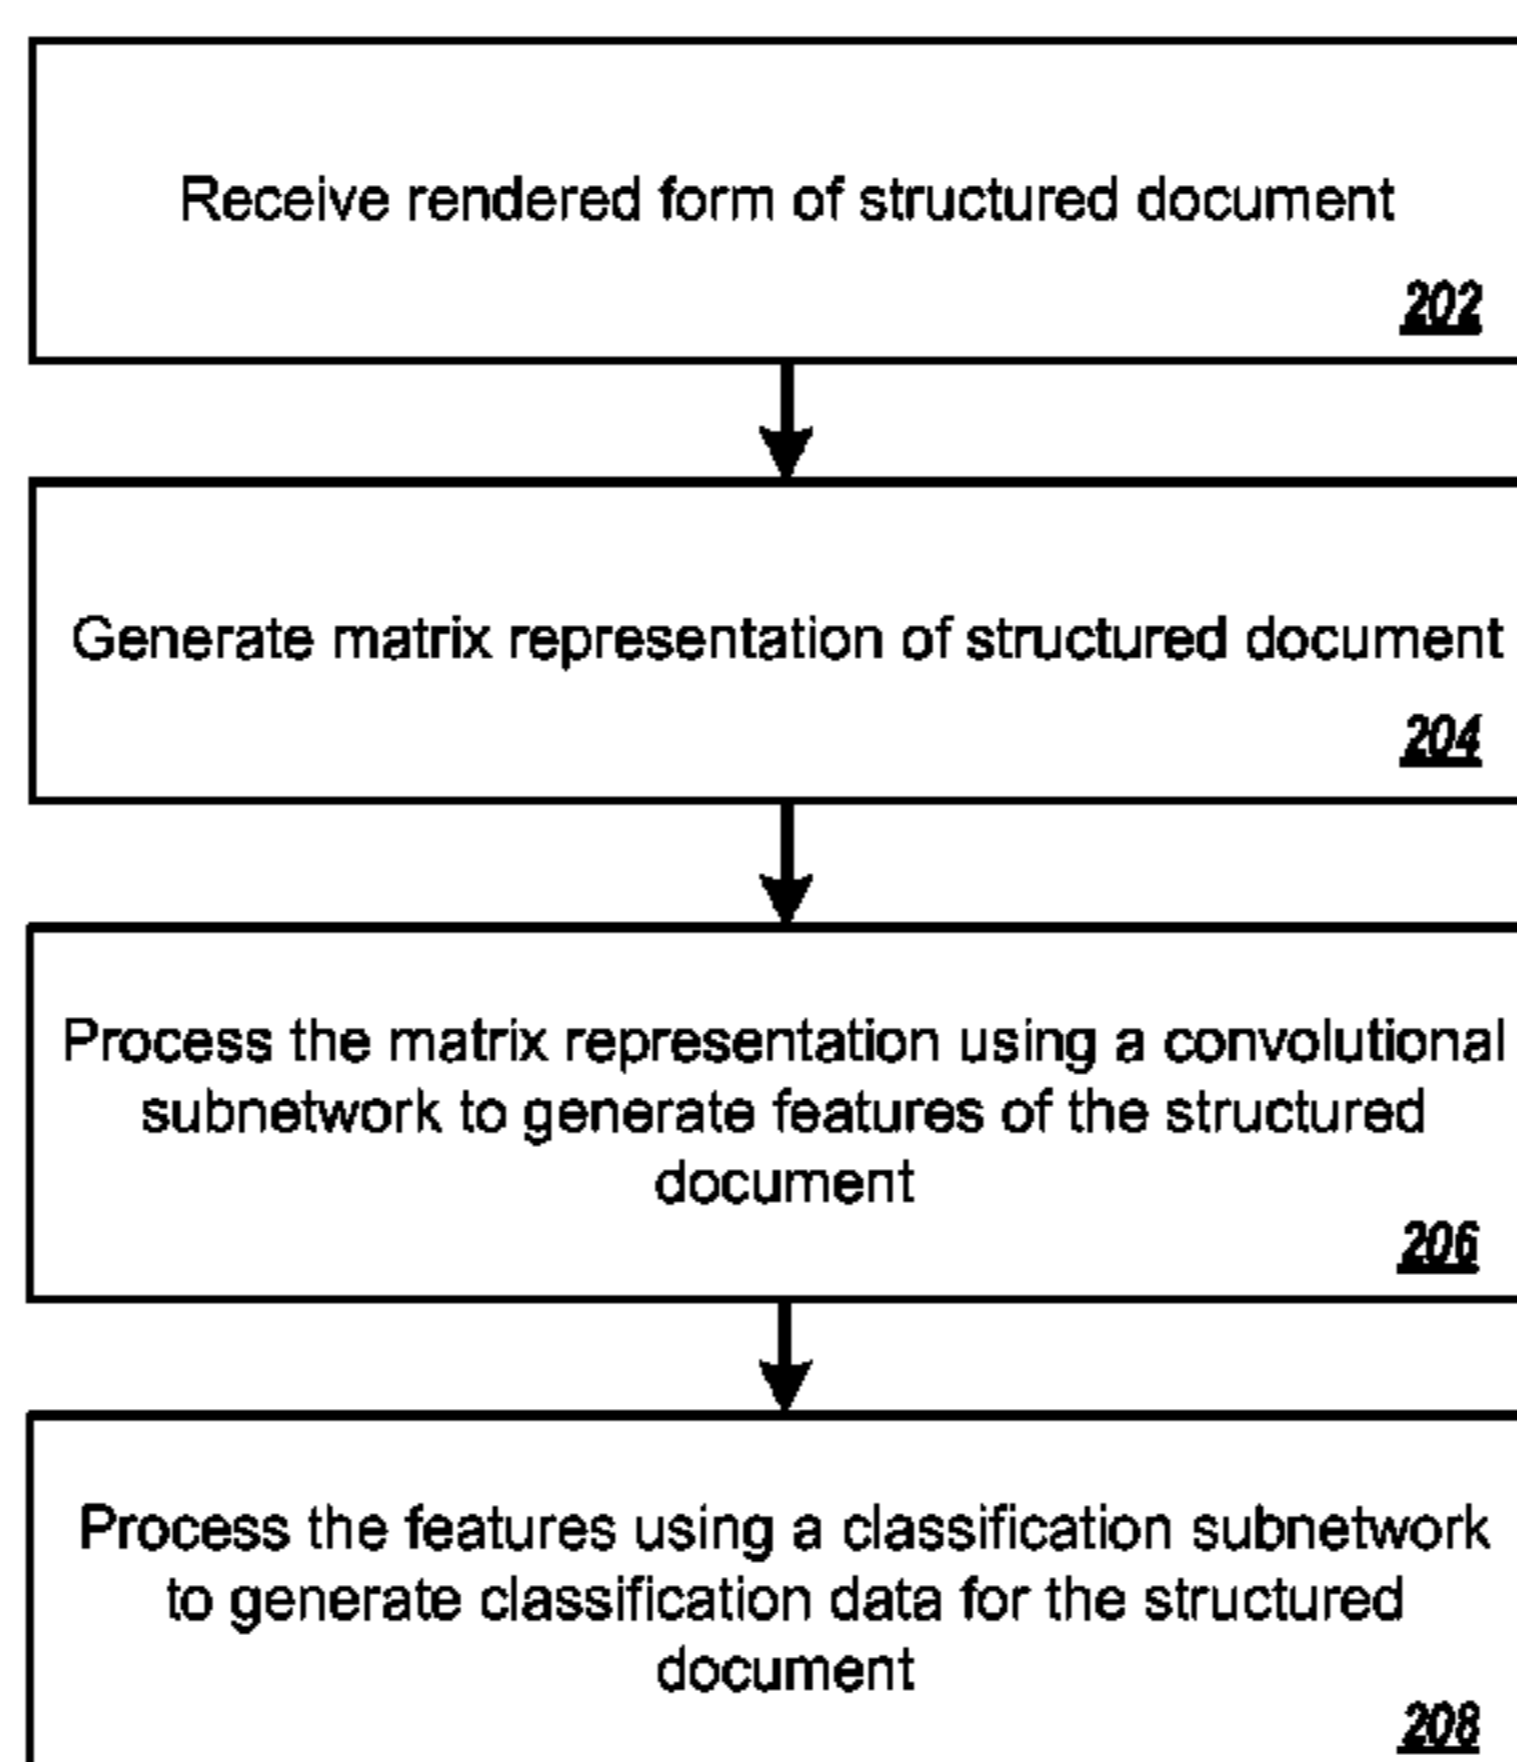 Receive rendered form of structured document
202
Generate matrix representation of structured document
204
Process the matrix representation using a convolutional
subnetwork to generate features of the structured
document
206
Process the features using a classification subnetwork
to generate classification data for the structured
document
208